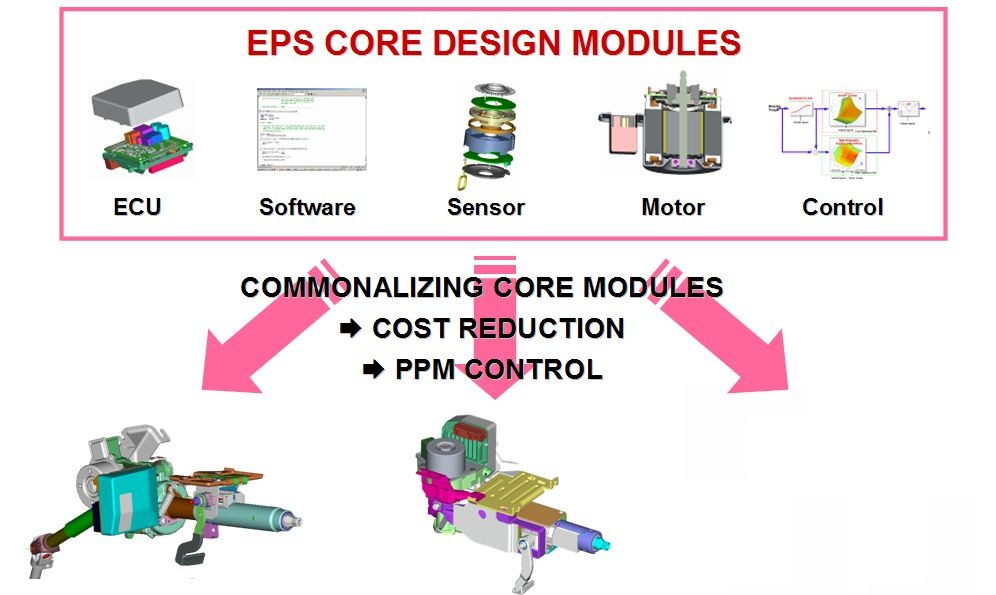 EPS CORE DESIGN MODULES
ECU Software Sensor Motor Control
COMMONALIZING CORE MODULES
➡ COST REDUCTION
➡ PPM CONTROL